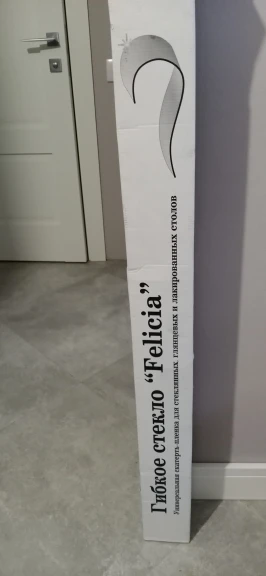 Гибкое стекло “Felicia”
Универсальная скатерть-пленка для стеклянных, глянцевых и лакированных столов